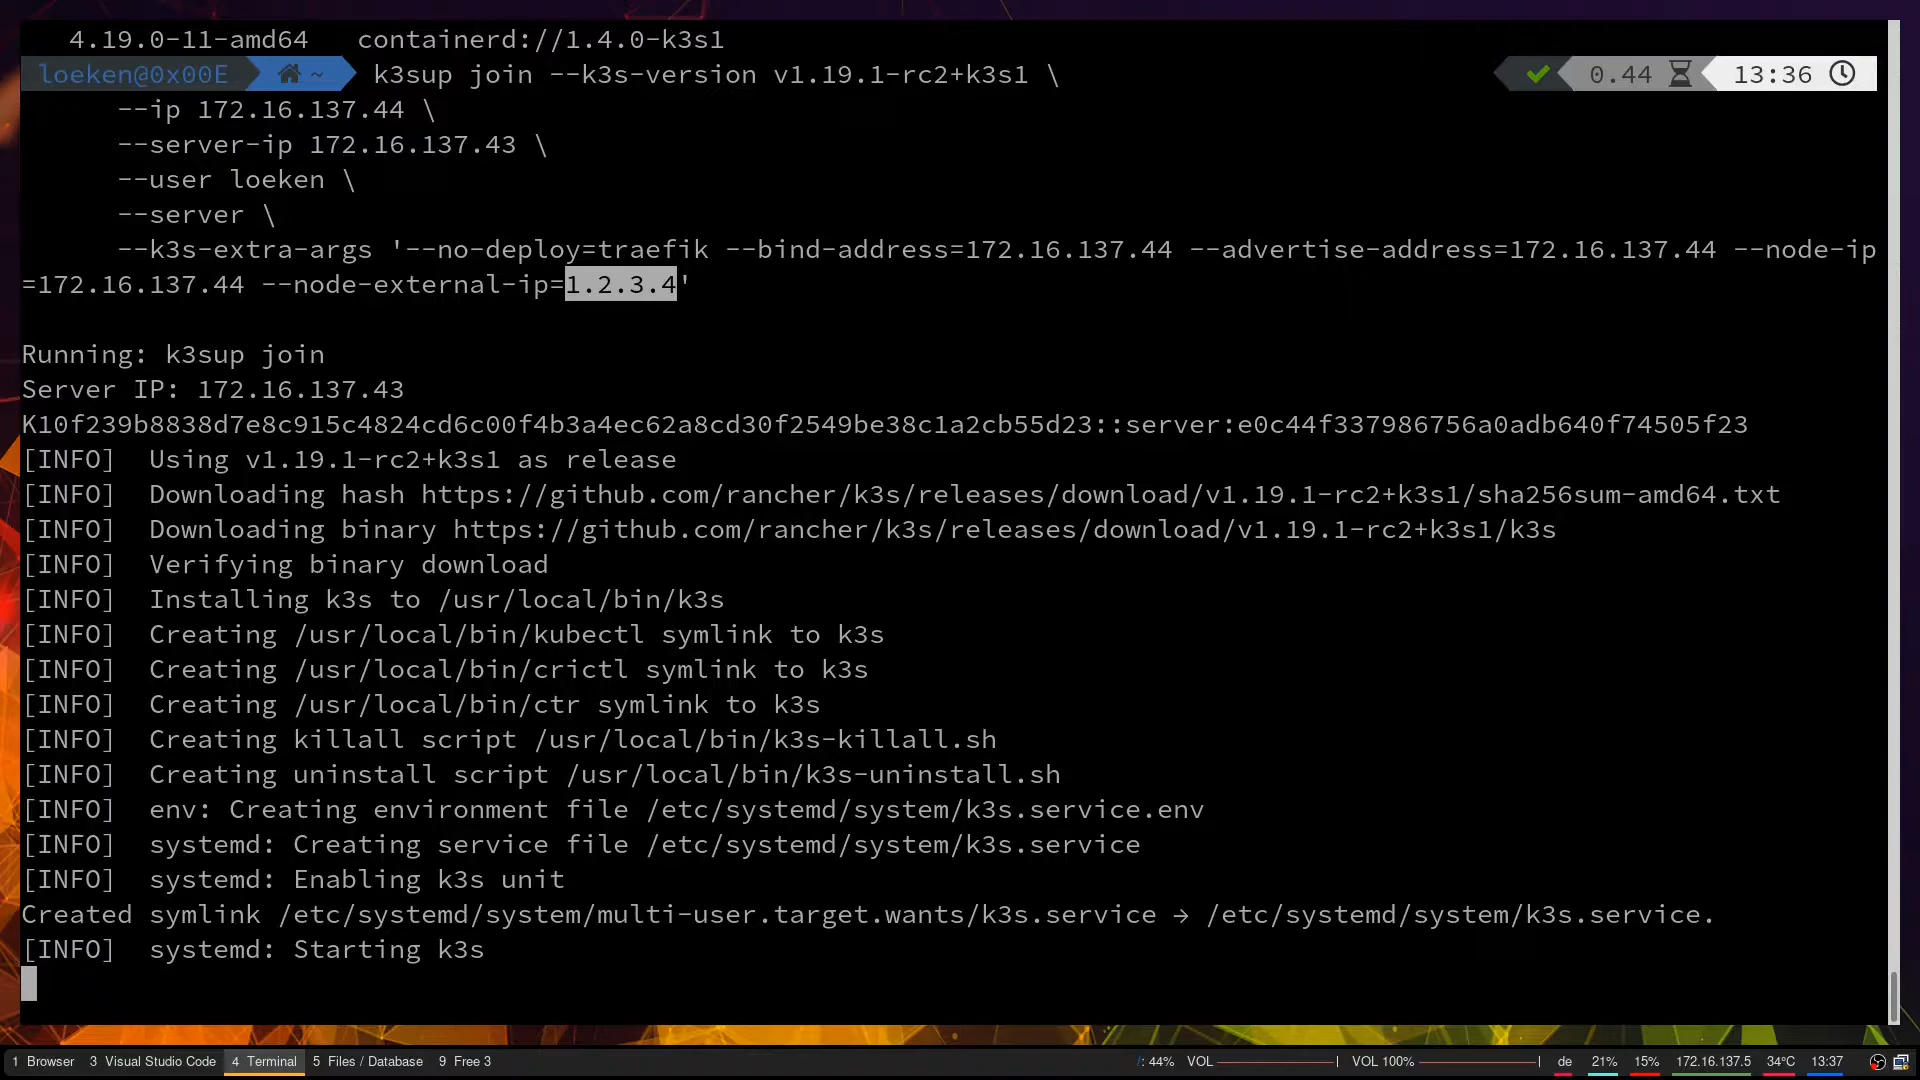 4.19.0-11-amd64   containerd://1.4.0-k3s1
loeken@0x00E ~ k3sup join --k3s-version v1.19.1-rc2+k3s1 \ 0.44 13:36
--ip 172.16.137.44 \
--server-ip 172.16.137.43 \
--user loeken \
--server \
--k3s-extra-args '--no-deploy=traefik --bind-address=172.16.137.44 --advertise-address=172.16.137.44 --node-ip
=172.16.137.44 --node-external-ip=1.2.3.4'
Running: k3sup join
Server IP: 172.16.137.43
K10f239b8838d7e8c915c4824cd6c00f4b3a4ec62a8cd30f2549be38c1a2cb55d23::server:e0c44f337986756a0adb640f74505f23
[INFO]  Using v1.19.1-rc2+k3s1 as release
[INFO]  Downloading hash https://github.com/rancher/k3s/releases/download/v1.19.1-rc2+k3s1/sha256sum-amd64.txt
[INFO]  Downloading binary https://github.com/rancher/k3s/releases/download/v1.19.1-rc2+k3s1/k3s
[INFO]  Verifying binary download
[INFO]  Installing k3s to /usr/local/bin/k3s
[INFO]  Creating /usr/local/bin/kubectl symlink to k3s
[INFO]  Creating /usr/local/bin/crictl symlink to k3s
[INFO]  Creating /usr/local/bin/ctr symlink to k3s
[INFO]  Creating killall script /usr/local/bin/k3s-killall.sh
[INFO]  Creating uninstall script /usr/local/bin/k3s-uninstall.sh
[INFO]  env: Creating environment file /etc/systemd/system/k3s.service.env
[INFO]  systemd: Creating service file /etc/systemd/system/k3s.service
[INFO]  systemd: Enabling k3s unit
Created symlink /etc/systemd/system/multi-user.target.wants/k3s.service → /etc/systemd/system/k3s.service.
[INFO]  systemd: Starting k3s
1 Browser 3 Visual Studio Code 4 Terminal 5 Files / Database 9 Free 3 /: 44% VOL VOL 100% de 21% 15% 172.16.137.5 34°C 13:37